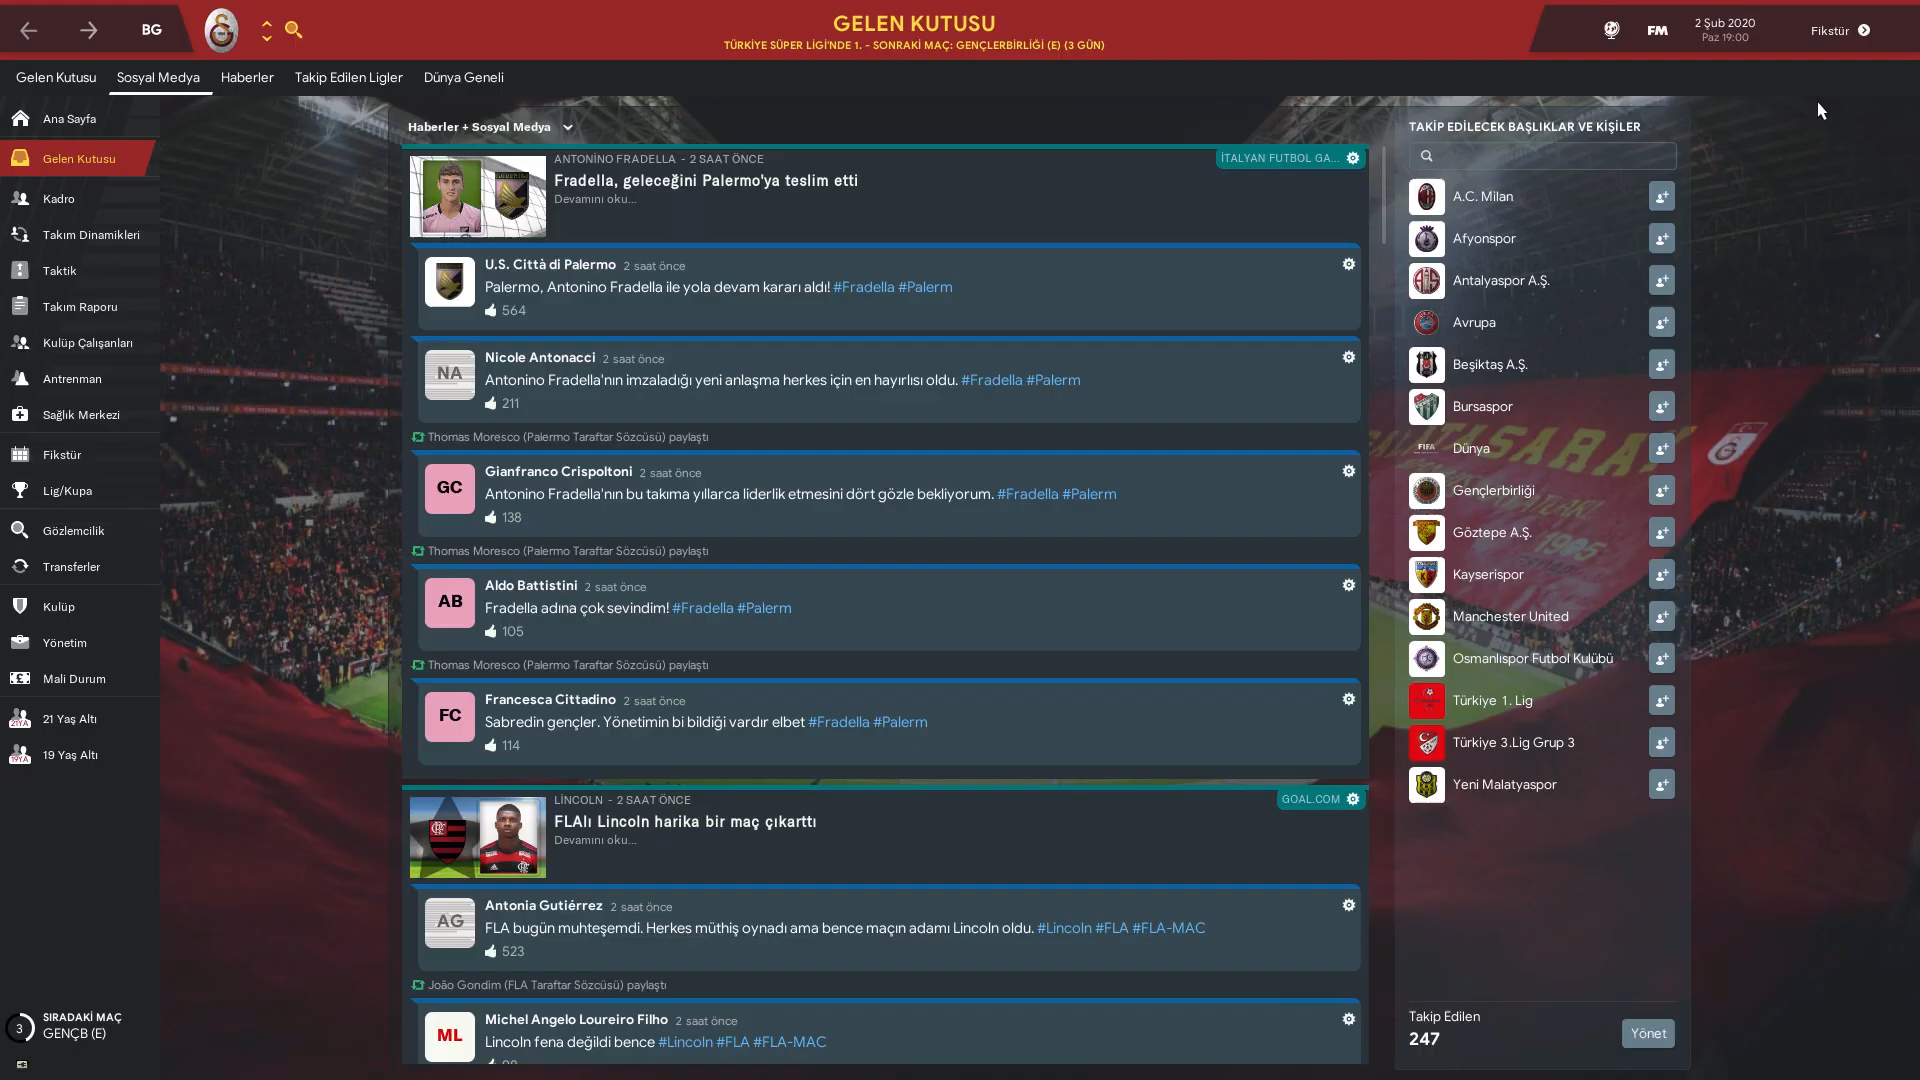 BG
GELEN KUTUSU
TÜRKİYE SÜPER LİGİ'NDE 1. - SONRAKİ MAÇ: GENÇLERBİRLİĞİ (E) (3 GÜN)
FM
2 Şub 2020
Paz 19:00
Fikstür
Gelen Kutusu
Sosyal Medya
Haberler
Takip Edilen Ligler
Dünya Geneli
Ana Sayfa
Gelen Kutusu
Kadro
Takım Dinamikleri
Taktik
Takım Raporu
Kulüp Çalışanları
Antrenman
Sağlık Merkezi
Fikstür
Lig/Kupa
Gözlemcilik
Transferler
Kulüp
Yönetim
Mali Durum
21YA
21 Yaş Altı
19YA
19 Yaş Altı
3
SIRADAKİ MAÇ
GENÇB (E)
Haberler + Sosyal Medya
ANTONİNO FRADELLA - 2 SAAT ÖNCE
İTALYAN FUTBOL GA...
Fradella, geleceğini Palermo'ya teslim etti
Devamını oku...
U.S. Città di Palermo 2 saat önce
Palermo, Antonino Fradella ile yola devam kararı aldı! #Fradella #Palerm
564
NA
Nicole Antonacci 2 saat önce
Antonino Fradella'nın imzaladığı yeni anlaşma herkes için en hayırlısı oldu. #Fradella #Palerm
211
Thomas Moresco (Palermo Taraftar Sözcüsü) paylaştı
GC
Gianfranco Crispoltoni 2 saat önce
Antonino Fradella'nın bu takıma yıllarca liderlik etmesini dört gözle bekliyorum. #Fradella #Palerm
138
Thomas Moresco (Palermo Taraftar Sözcüsü) paylaştı
AB
Aldo Battistini 2 saat önce
Fradella adına çok sevindim! #Fradella #Palerm
105
Thomas Moresco (Palermo Taraftar Sözcüsü) paylaştı
FC
Francesca Cittadino 2 saat önce
Sabredin gençler. Yönetimin bi bildiği vardır elbet #Fradella #Palerm
114
LİNCOLN - 2 SAAT ÖNCE
GOAL.COM
FLAlı Lincoln harika bir maç çıkarttı
Devamını oku...
AG
Antonia Gutiérrez 2 saat önce
FLA bugün muhteşemdi. Herkes müthiş oynadı ama bence maçın adamı Lincoln oldu. #Lincoln #FLA #FLA-MAC
523
João Gondim (FLA Taraftar Sözcüsü) paylaştı
ML
Michel Angelo Loureiro Filho 2 saat önce
Lincoln fena değildi bence #Lincoln #FLA #FLA-MAC
TAKİP EDİLECEK BAŞLIKLAR VE KİŞİLER
A.C. Milan
Afyonspor
Antalyaspor A.Ş.
Avrupa
Beşiktaş A.Ş.
Bursaspor
FIFA
Dünya
Gençlerbirliği
Göztepe A.Ş.
Kayserispor
Manchester United
Osmanlıspor Futbol Kulübü
Türkiye 1. Lig
Türkiye 3.Lig Grup 3
Yeni Malatyaspor
Takip Edilen
247
Yönet